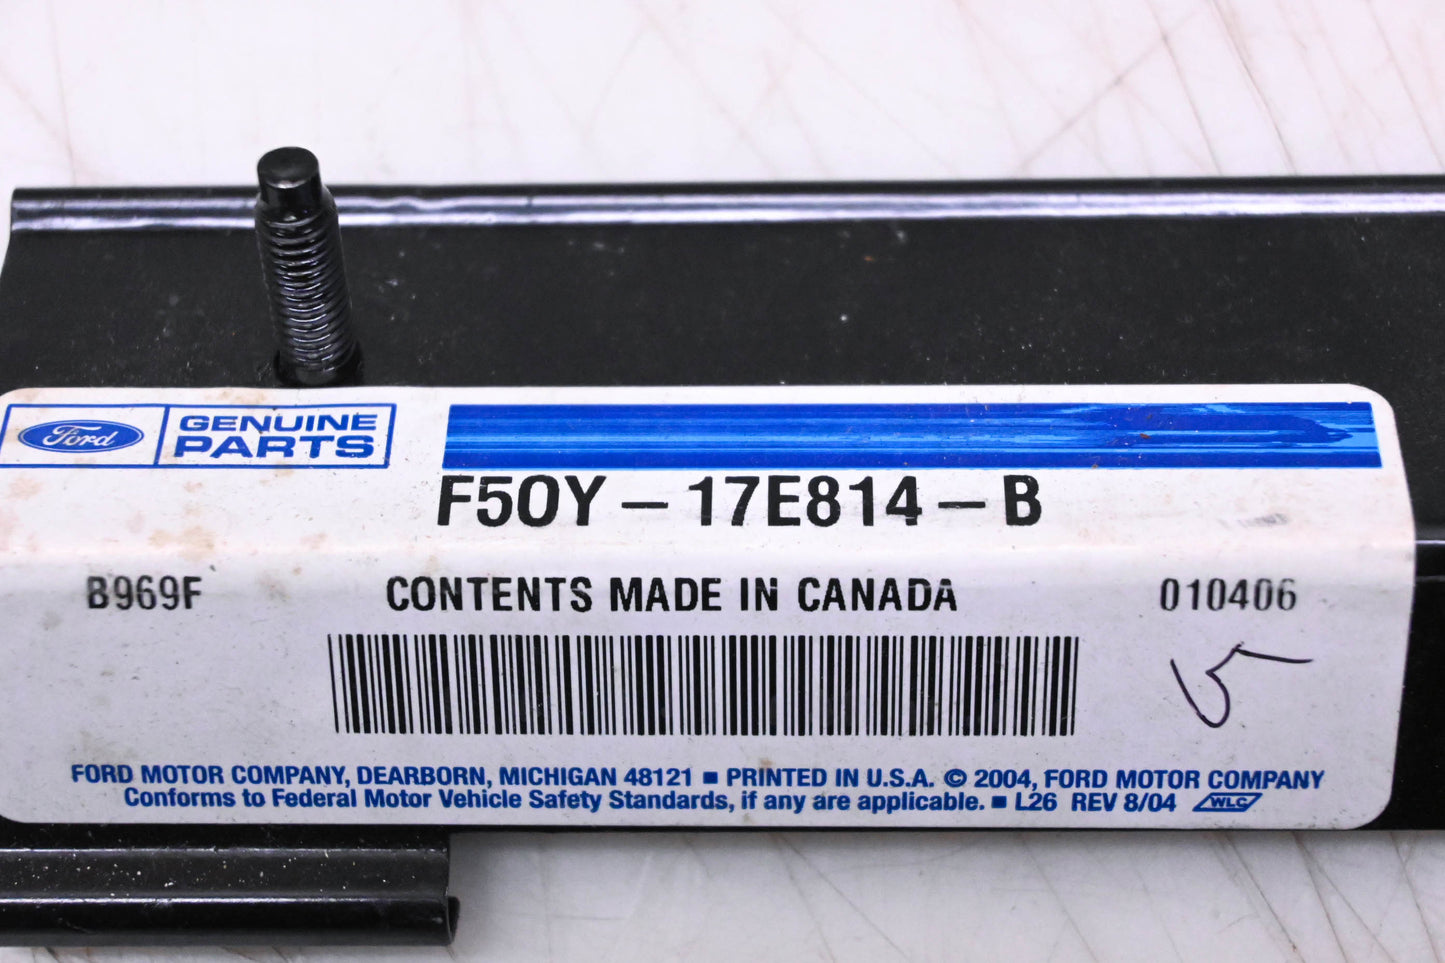 Ford GENUINE
PARTS
F5OY-17E814-B
B969F CONTENTS MADE IN CANADA 010406
5
FORD MOTOR COMPANY, DEARBORN, MICHIGAN 48121 ■ PRINTED IN U.S.A. © 2004, FORD MOTOR COMPANY
Conforms to Federal Motor Vehicle Safety Standards, if any are applicable. ■ L26 REV 8/04 WLC